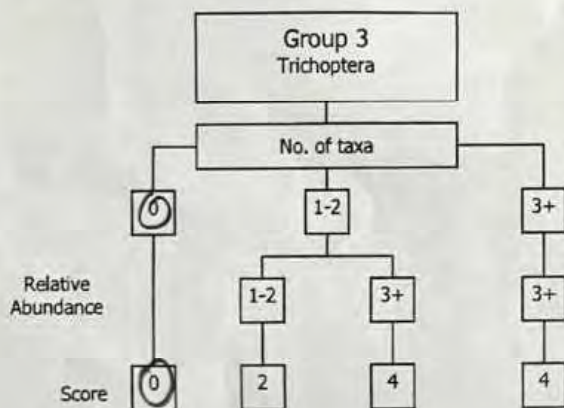 Group 3
Trichoptera
No. of taxa
0 1-2 3+
Relative
Abundance
1-2 3+ 3+
Score 0 2 4 4